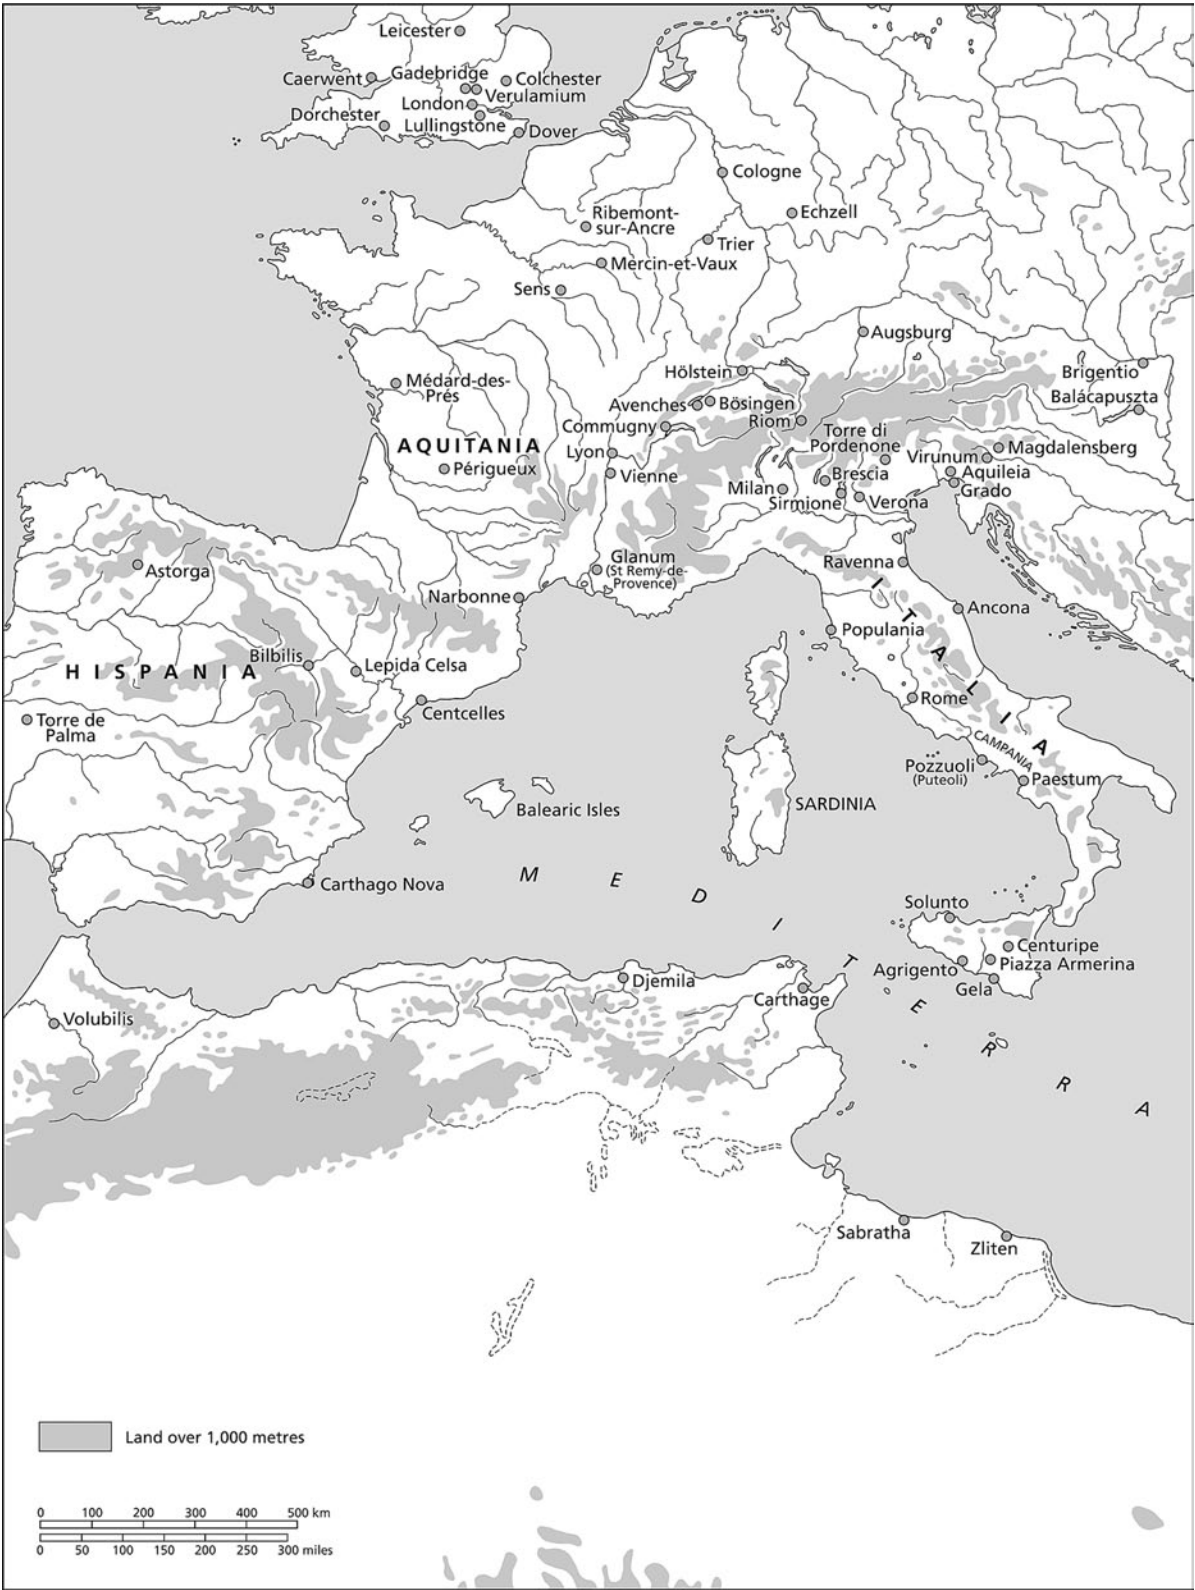 Leicester
Caerwent
Gadebridge
Colchester
Verulamium
London
Dorchester
Lullingstone
Dover
Cologne
Ribemont-
sur-Ancre
Echzell
Trier
Mercin-et-Vaux
Sens
Augsburg
Hölstein
Brigentio
Médard-des-
Prés
Avenches
Bösingen
Balácapuszta
Commugny
Riom
Torre di
Pordenone
AQUITANIA
Magdalensberg
Virunum
Lyon
Périgueux
Vienne
Brescia
Aquileia
Milan
Grado
Sirmione
Verona
Glanum
(St Remy-de-
Provence)
Ravenna
Astorga
Narbonne
ITALIA
Ancona
Populania
Bilbilis
Lepida Celsa
HISPANIA
Rome
Centcelles
Torre de
Palma
CAMPANIA
Pozzuoli
(Puteoli)
Paestum
Balearic Isles
SARDINIA
Carthago Nova
MEDITERRA
Solunto
Centuripe
Piazza Armerina
Agrigento
Gela
Djemila
Carthage
Volubilis
Sabratha
Zliten
Land over 1,000 metres
0 100 200 300 400 500 km
0 50 100 150 200 250 300 miles